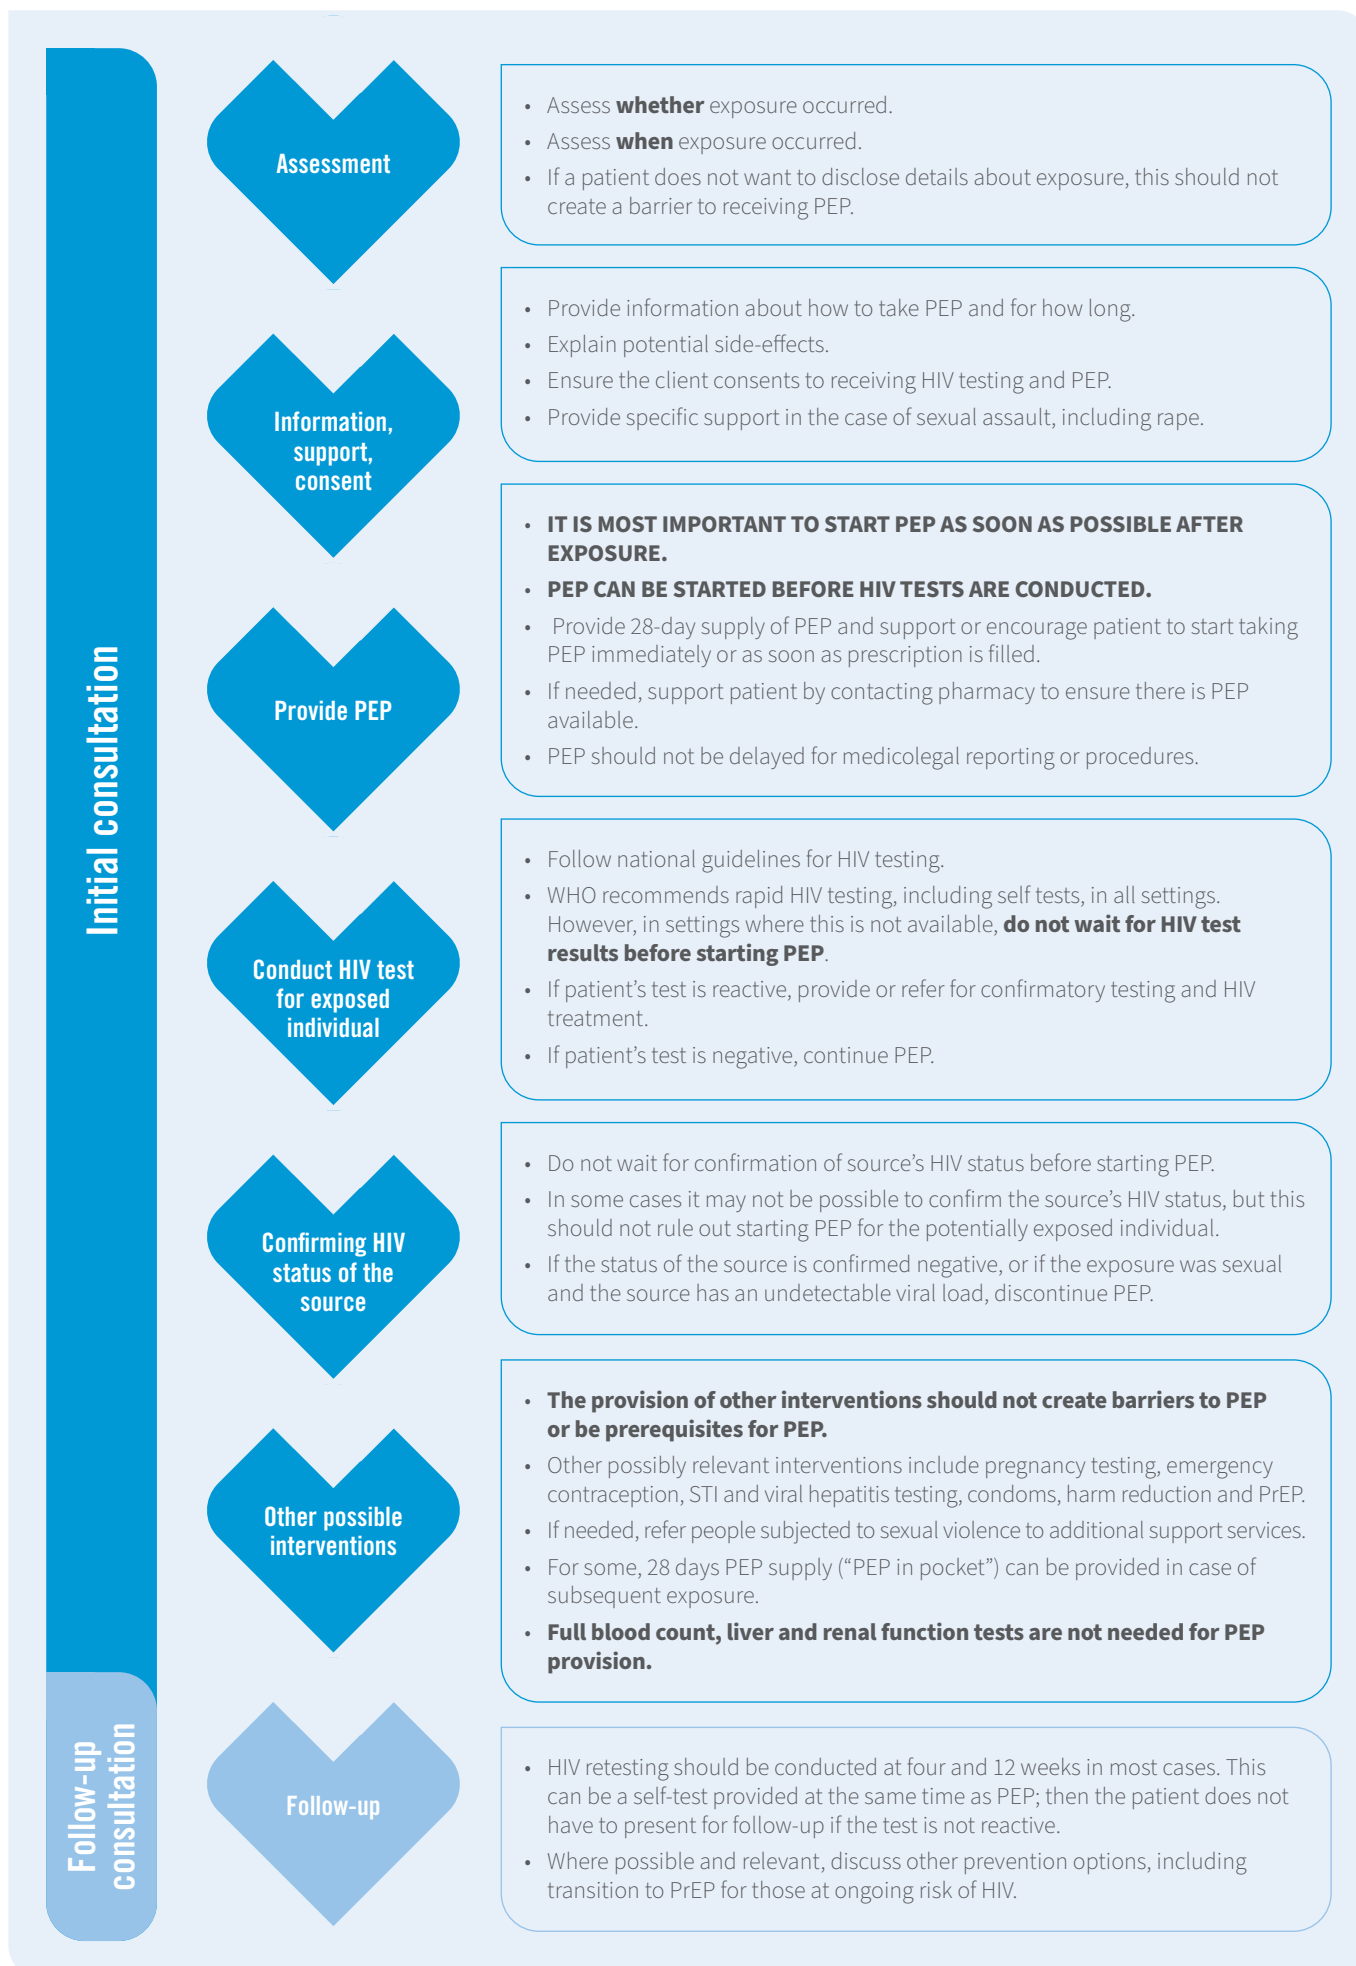 Initial consultation
Assessment
• Assess whether exposure occurred.
• Assess when exposure occurred.
• If a patient does not want to disclose details about exposure, this should not
create a barrier to receiving PEP.
Information,
support,
consent
• Provide information about how to take PEP and for how long.
• Explain potential side-effects.
• Ensure the client consents to receiving HIV testing and PEP.
• Provide specific support in the case of sexual assault, including rape.
Provide PEP
• IT IS MOST IMPORTANT TO START PEP AS SOON AS POSSIBLE AFTER
EXPOSURE.
• PEP CAN BE STARTED BEFORE HIV TESTS ARE CONDUCTED.
• Provide 28-day supply of PEP and support or encourage patient to start taking
PEP immediately or as soon as prescription is filled.
• If needed, support patient by contacting pharmacy to ensure there is PEP
available.
• PEP should not be delayed for medicolegal reporting or procedures.
Conduct HIV test
for exposed
individual
• Follow national guidelines for HIV testing.
• WHO recommends rapid HIV testing, including self tests, in all settings.
However, in settings where this is not available, do not wait for HIV test
results before starting PEP.
• If patient’s test is reactive, provide or refer for confirmatory testing and HIV
treatment.
• If patient’s test is negative, continue PEP.
Confirming HIV
status of the
source
• Do not wait for confirmation of source’s HIV status before starting PEP.
• In some cases it may not be possible to confirm the source’s HIV status, but this
should not rule out starting PEP for the potentially exposed individual.
• If the status of the source is confirmed negative, or if the exposure was sexual
and the source has an undetectable viral load, discontinue PEP.
Other possible
interventions
• The provision of other interventions should not create barriers to PEP
or be prerequisites for PEP.
• Other possibly relevant interventions include pregnancy testing, emergency
contraception, STI and viral hepatitis testing, condoms, harm reduction and PrEP.
• If needed, refer people subjected to sexual violence to additional support services.
• For some, 28 days PEP supply (“PEP in pocket”) can be provided in case of
subsequent exposure.
• Full blood count, liver and renal function tests are not needed for PEP
provision.
Follow-up
consultation
Follow-up
• HIV retesting should be conducted at four and 12 weeks in most cases. This
can be a self-test provided at the same time as PEP; then the patient does not
have to present for follow-up if the test is not reactive.
• Where possible and relevant, discuss other prevention options, including
transition to PrEP for those at ongoing risk of HIV.